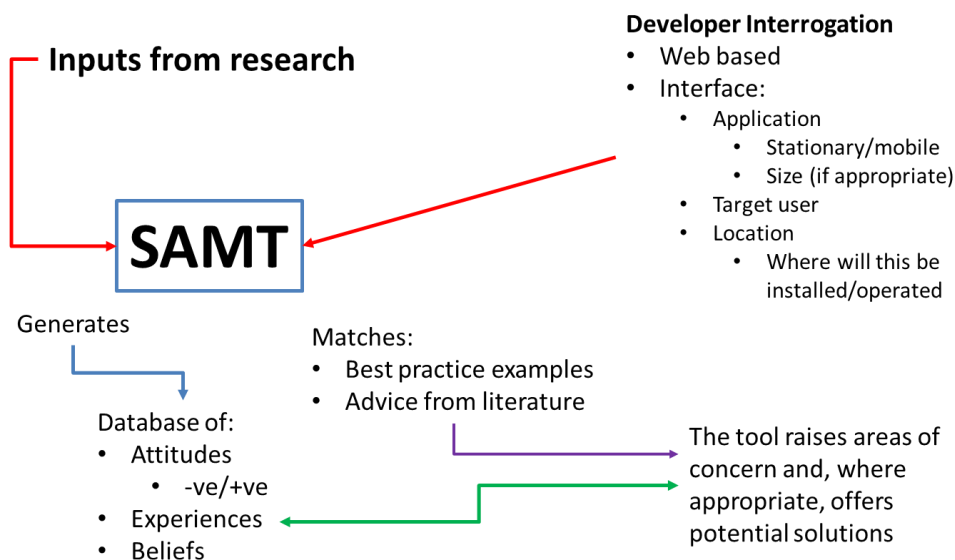 Inputs from research
Developer Interrogation
• Web based
• Interface:
• Application
• Stationary/mobile
• Size (if appropriate)
• Target user
• Location
• Where will this be
installed/operated
SAMT
Generates
Matches:
• Best practice examples
• Advice from literature
Database of:
• Attitudes
• -ve/+ve
• Experiences
• Beliefs
The tool raises areas of
concern and, where
appropriate, offers
potential solutions